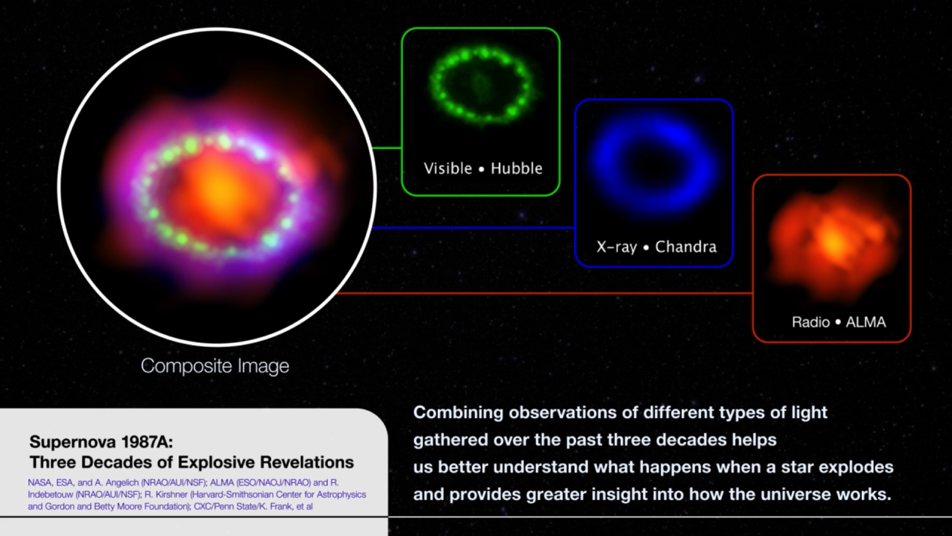 Visible • Hubble
X-ray • Chandra
Radio • ALMA
Composite Image
Supernova 1987A:
Three Decades of Explosive Revelations
NASA, ESA, and A. Angelich (NRAO/AUI/NSF); ALMA (ESO/NAOJ/NRAO) and R.
Indebetouw (NRAO/AUI/NSF); R. Kirshner (Harvard-Smithsonian Center for Astrophysics
and Gordon and Betty Moore Foundation); CXC/Penn State/K. Frank, et al
Combining observations of different types of light
gathered over the past three decades helps
us better understand what happens when a star explodes
and provides greater insight into how the universe works.